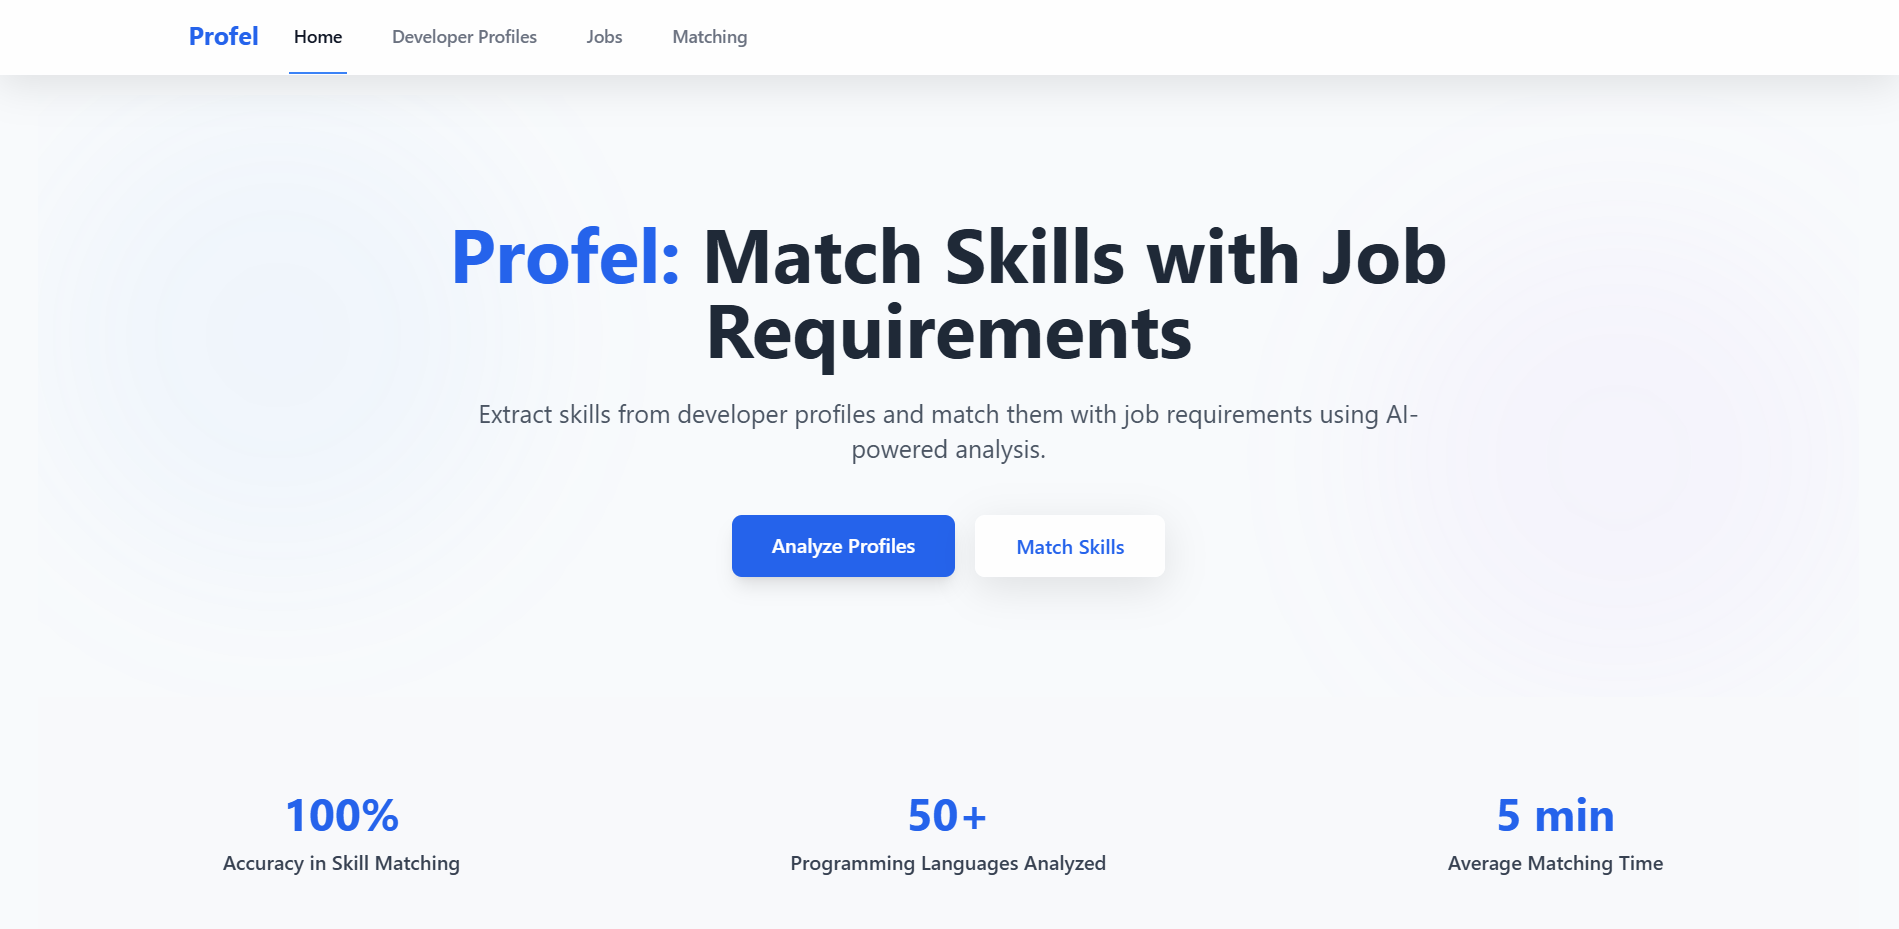 Profel Home Developer Profiles Jobs Matching
Profel: Match Skills with Job
Requirements
Extract skills from developer profiles and match them with job requirements using AI-
powered analysis.
Analyze Profiles Match Skills
100% 50+ 5 min
Accuracy in Skill Matching Programming Languages Analyzed Average Matching Time